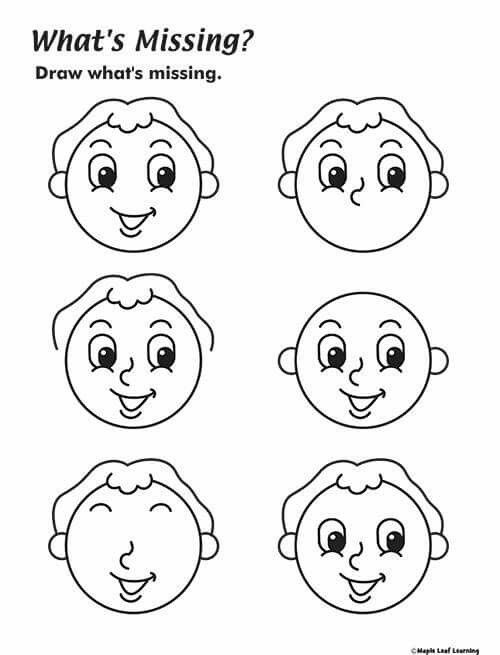 What's Missing?
Draw what's missing.
©Maple Leaf Learning